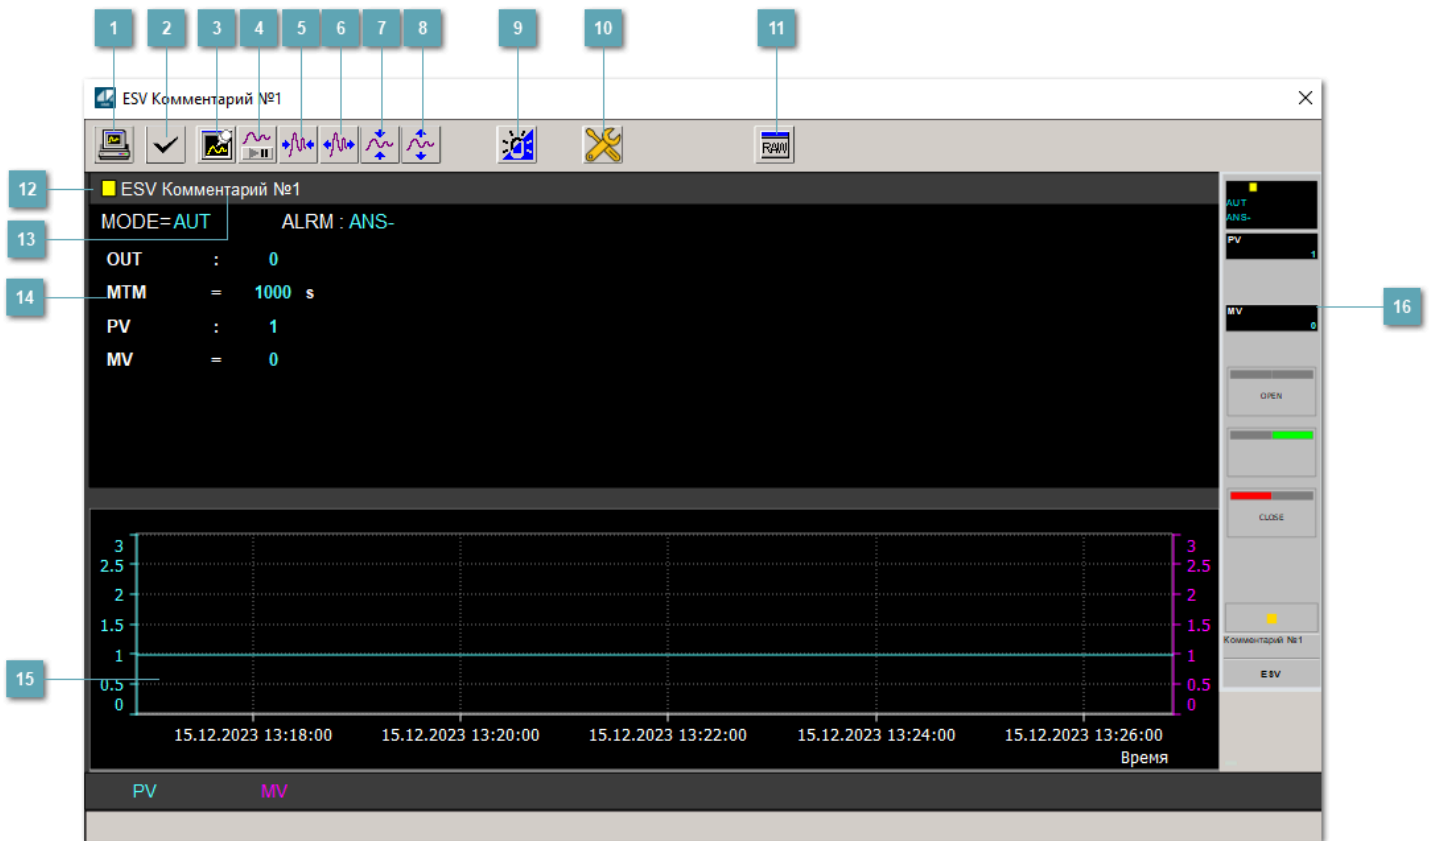 1 2 3 4 5 6 7 8 9 10 11
ESV Комментарий №1
RAW
12
ESV Комментарий №1
13
MODE=AUT ALRM : ANS-
OUT : 0
14
MTM = 1000 s
PV : 1
MV = 0
AUT
ANS-
PV
1
16
MV
0
OPEN
CLOSE
Комментарий №1
ESV
15
3 3
2.5 2.5
2 2
1.5 1.5
1 1
0.5 0.5
0 0
15.12.2023 13:18:00 15.12.2023 13:20:00 15.12.2023 13:22:00 15.12.2023 13:24:00 15.12.2023 13:26:00
Время
PV MV